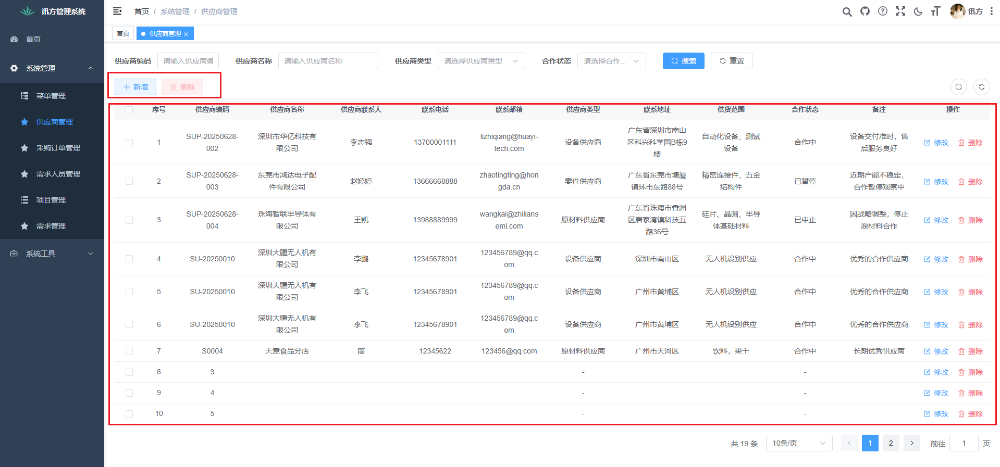 讯方管理系统
首页 / 系统管理 / 供应商管理
讯方
首页
供应商管理
首页
系统管理
菜单管理
供应商管理
采购订单管理
需求人员管理
项目管理
需求管理
系统工具
供应商编码 请输入供应商编 供应商名称 请输入供应商名称 供应商类型 请选择供应商类型 合作状态 请选择合作... 搜索 重置
新增 删除
序号 供应商编码 供应商名称 供应商联系人 联系电话 联系邮箱 供应商类型 联系地址 供货范围 合作状态 备注 操作
1 SUP-20250628-002 深圳市华亿科技有限公司 李志强 13700001111 lizhiqiang@huayi-tech.com 设备供应商 广东省深圳市南山区科兴科学园B栋9楼 自动化设备、测试设备 合作中 设备交付准时，售后服务良好 修改 删除
2 SUP-20250628-003 东莞市鸿达电子配件有限公司 赵婷婷 13666668888 zhaotingting@hongda.cn 零件供应商 广东省东莞市塘厦镇环市东路88号 精密连接件、五金结构件 已暂停 近期产能不稳定，合作暂停观察中 修改 删除
3 SUP-20250628-004 珠海智联半导体有限公司 王凯 13988889999 wangkai@zhiliansemi.com 原材料供应商 广东省珠海市香洲区唐家湾镇科技五路36号 硅片、晶圆、半导体基础材料 已中止 因战略调整，停止原材料合作 修改 删除
4 SU-20250010 深圳大疆无人机有限公司 李鹏 12345678901 123456789@qq.com 设备供应商 深圳市南山区 无人机设别供应 合作中 优秀的合作供应商 修改 删除
5 SU-20250010 深圳大疆无人机有限公司 李飞 12345678901 123456789@qq.com 设备供应商 广州市黄埔区 无人机设别供应 合作中 优秀的合作供应商 修改 删除
6 SU-20250010 深圳大疆无人机有限公司 李飞 12345678901 123456789@qq.com 设备供应商 广州市黄埔区 无人机设别供应 合作中 优秀的合作供应商 修改 删除
7 S0004 天意食品分店 简 12345622 123456@qq.com 原材料供应商 广州市天河区 饮料，果干 合作中 长期优秀供应商 修改 删除
8 3 - - 修改 删除
9 4 - - 修改 删除
10 5 - - 修改 删除
共 19 条 10条/页 1 2 前往 1 页